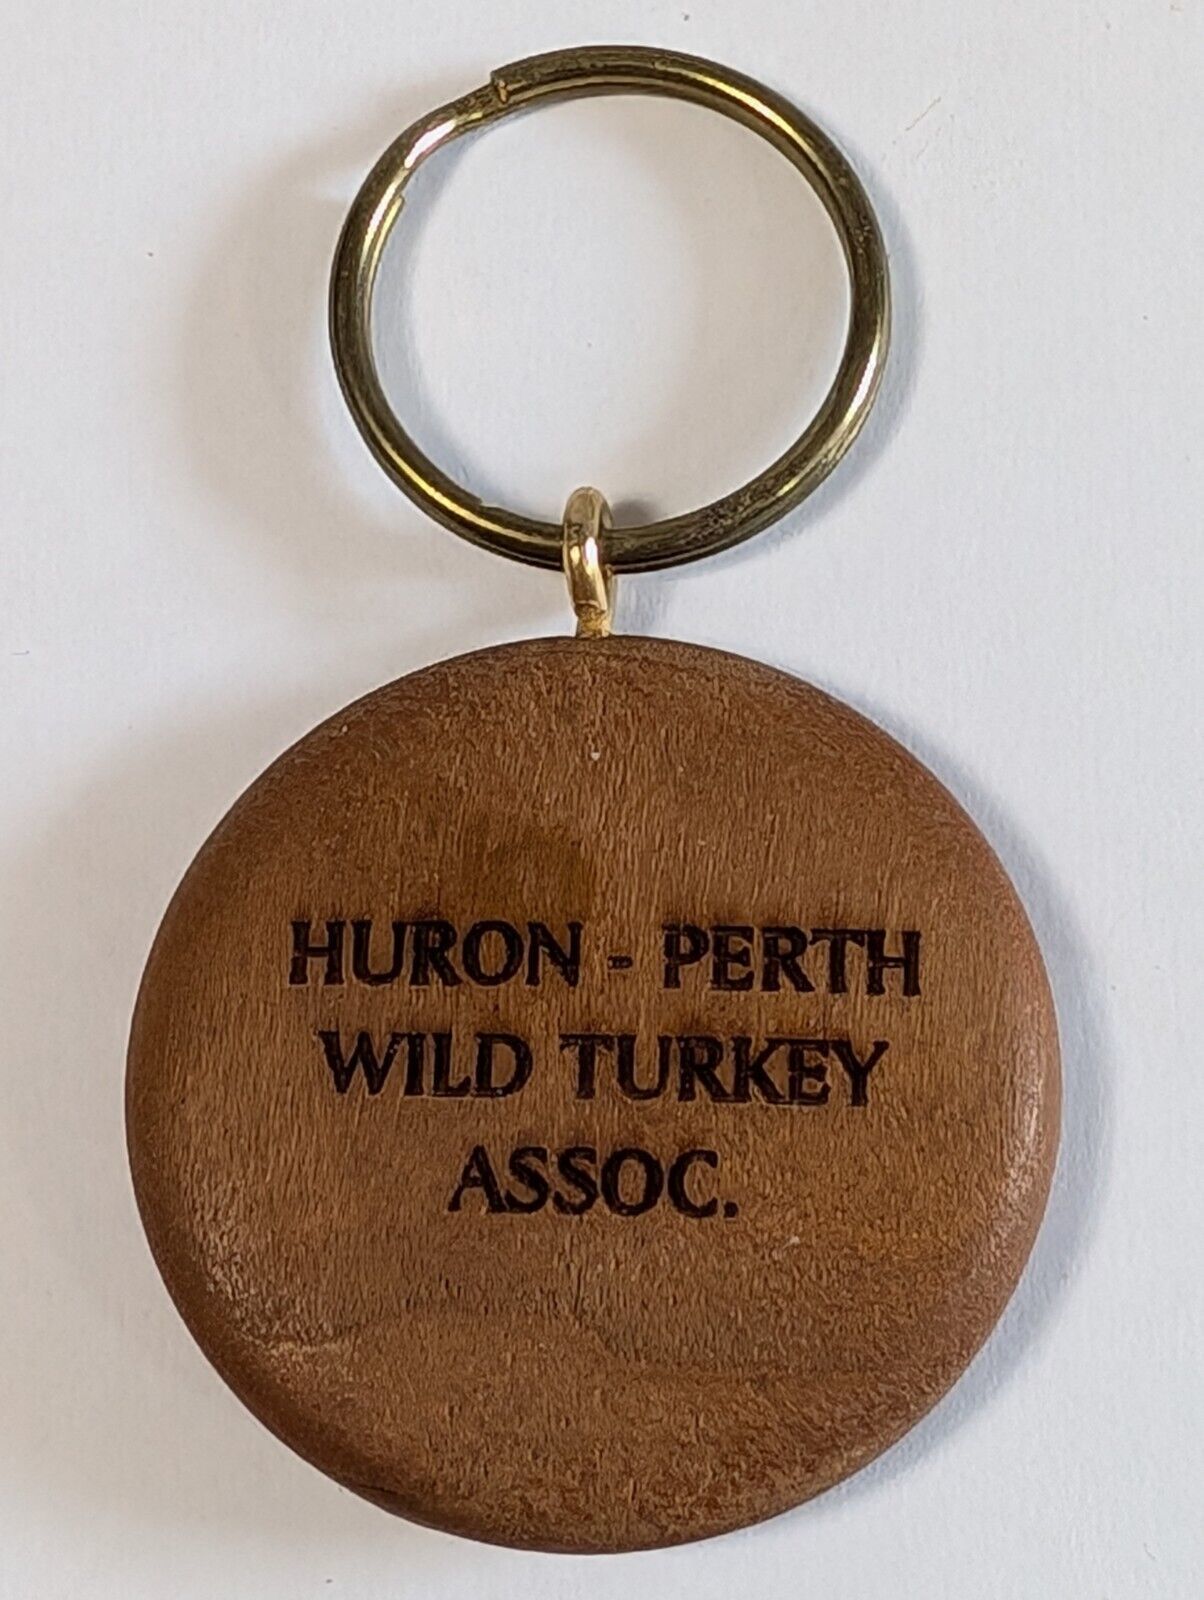 HURON - PERTH
WILD TURKEY
ASSOC.